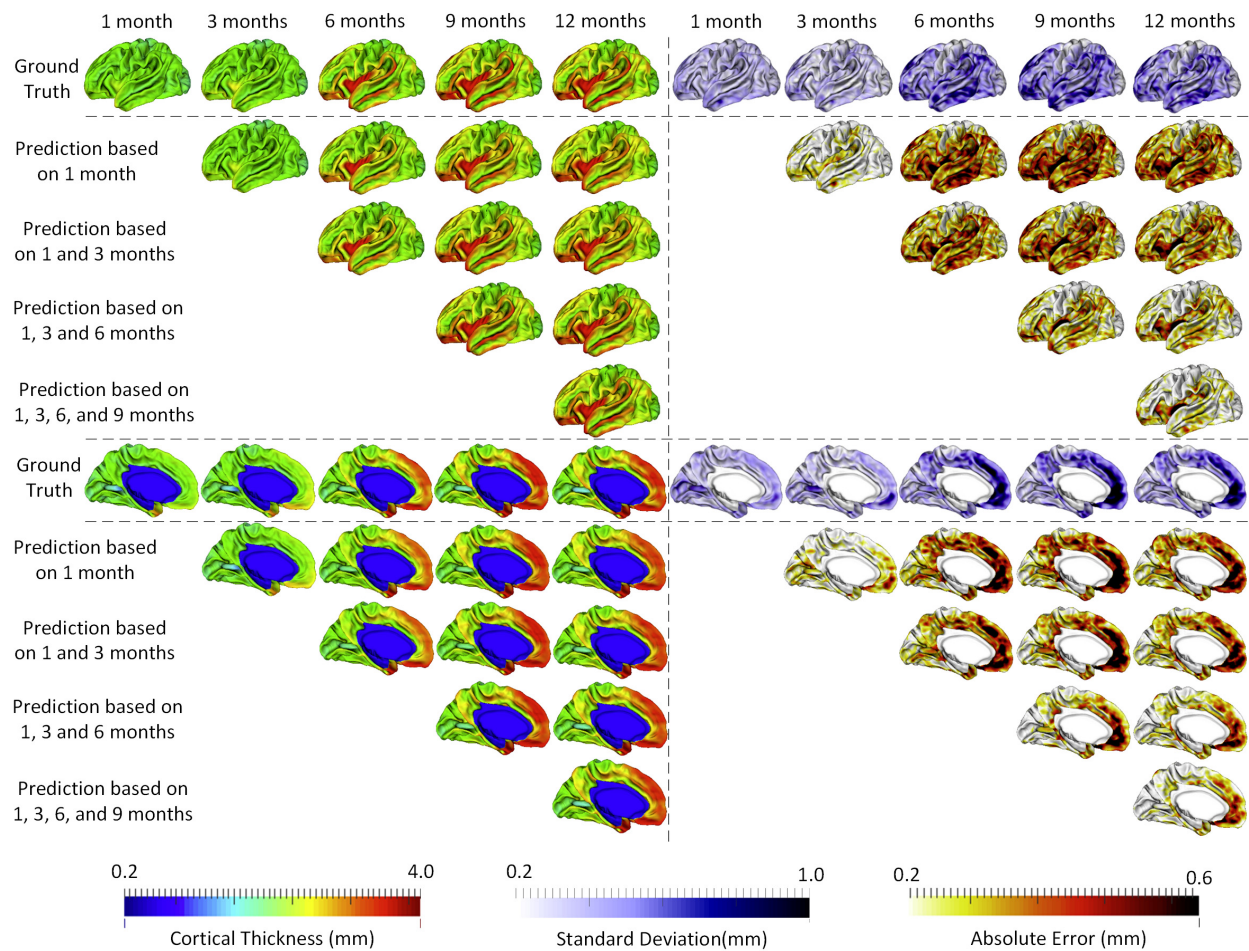 1 month 3 months 6 months 9 months 12 months 1 month 3 months 6 months 9 months 12 months
Ground
Truth
Prediction based
on 1 month
Prediction based
on 1 and 3 months
Prediction based on
1, 3 and 6 months
Prediction based on
1, 3, 6, and 9 months
Ground
Truth
Prediction based
on 1 month
Prediction based
on 1 and 3 months
Prediction based on
1, 3 and 6 months
Prediction based on
1, 3, 6, and 9 months
0.2 4.0 0.2 1.0 0.2 0.6
Cortical Thickness (mm) Standard Deviation(mm) Absolute Error (mm)